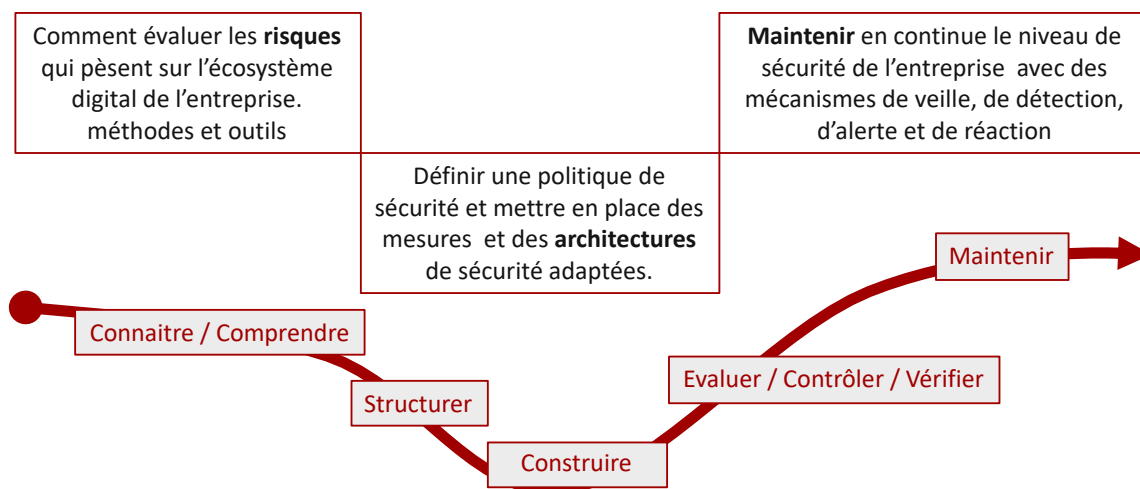 Comment évaluer les risques
qui pèsent sur l’écosystème
digital de l’entreprise.
méthodes et outils
Maintenir en continue le niveau de
sécurité de l’entreprise avec des
mécanismes de veille, de détection,
d’alerte et de réaction
Définir une politique de
sécurité et mettre en place des
mesures et des architectures
de sécurité adaptées.
Maintenir
Connaitre / Comprendre
Evaluer / Contrôler / Vérifier
Structurer
Construire